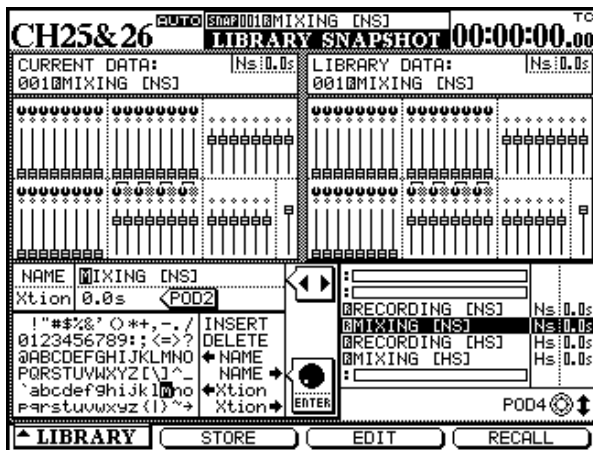 CH25&26 AUTO SNAP001 MIXING [NS] TC
LIBRARY SNAPSHOT 00:00:00.00
CURRENT DATA: Ns 0.0s
001 MIXING [NS]
LIBRARY DATA: Ns 0.0s
001 MIXING [NS]
NAME MIXING [NS]
Xtion 0.0s POD2
!"#$%&'()*+,-./ INSERT
0123456789:;<=>? DELETE
@ABCDEFGHIJKLMNO ←NAME
PQRSTUVWXYZ[\]^_ NAME→
`abcdefghijklmno ←Xtion
pqrstuvwxyz{|}~→ Xtion→
ENTER
:
:
RECORDING [NS] Ns 0.0s
MIXING [NS] Ns 0.0s
RECORDING [HS] Hs 0.0s
MIXING [HS] Hs 0.0s
:
POD4
LIBRARY STORE EDIT RECALL